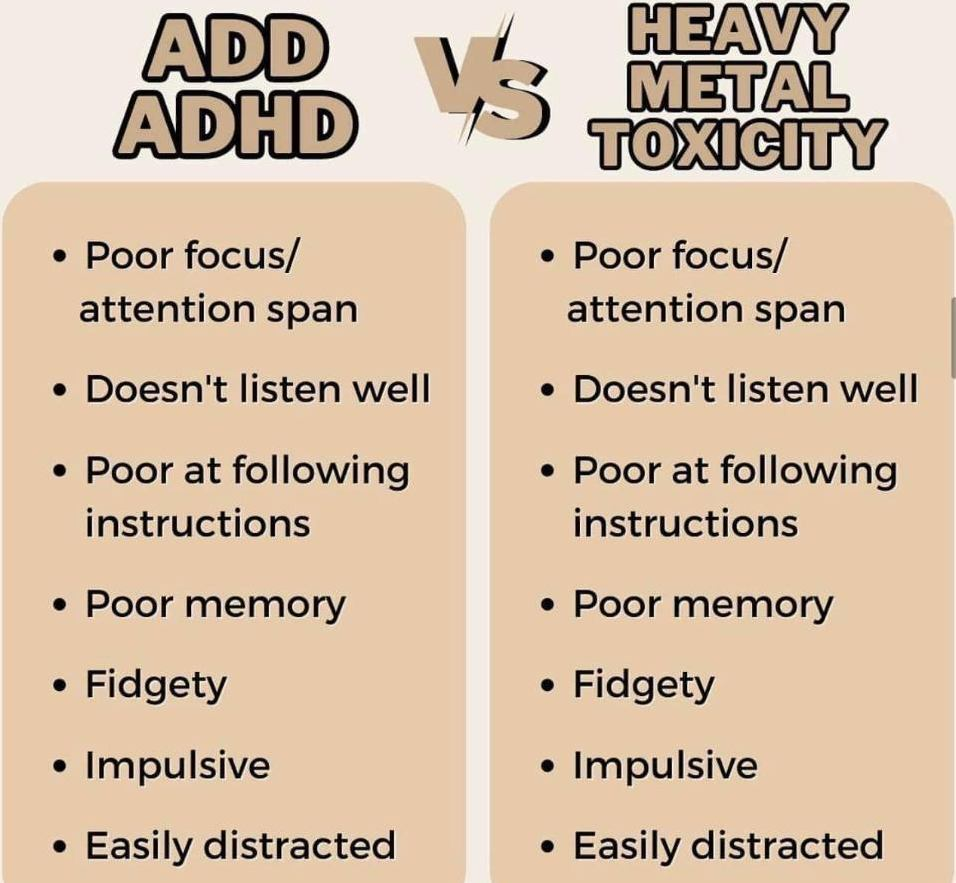 ADD
ADHD
VS
HEAVY
METAL
TOXICITY
• Poor focus/
attention span
• Doesn't listen well
• Poor at following
instructions
• Poor memory
• Fidgety
• Impulsive
• Easily distracted
• Poor focus/
attention span
• Doesn't listen well
• Poor at following
instructions
• Poor memory
• Fidgety
• Impulsive
• Easily distracted